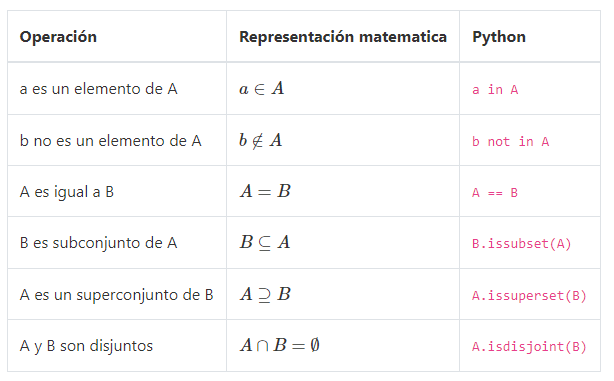 Operación Representación matematica Python
a es un elemento de A a ∈ A a in A
b no es un elemento de A b ∉ A b not in A
A es igual a B A = B A == B
B es subconjunto de A B ⊆ A B.issubset(A)
A es un superconjunto de B A ⊇ B A.issuperset(B)
A y B son disjuntos A ∩ B = ∅ A.isdisjoint(B)